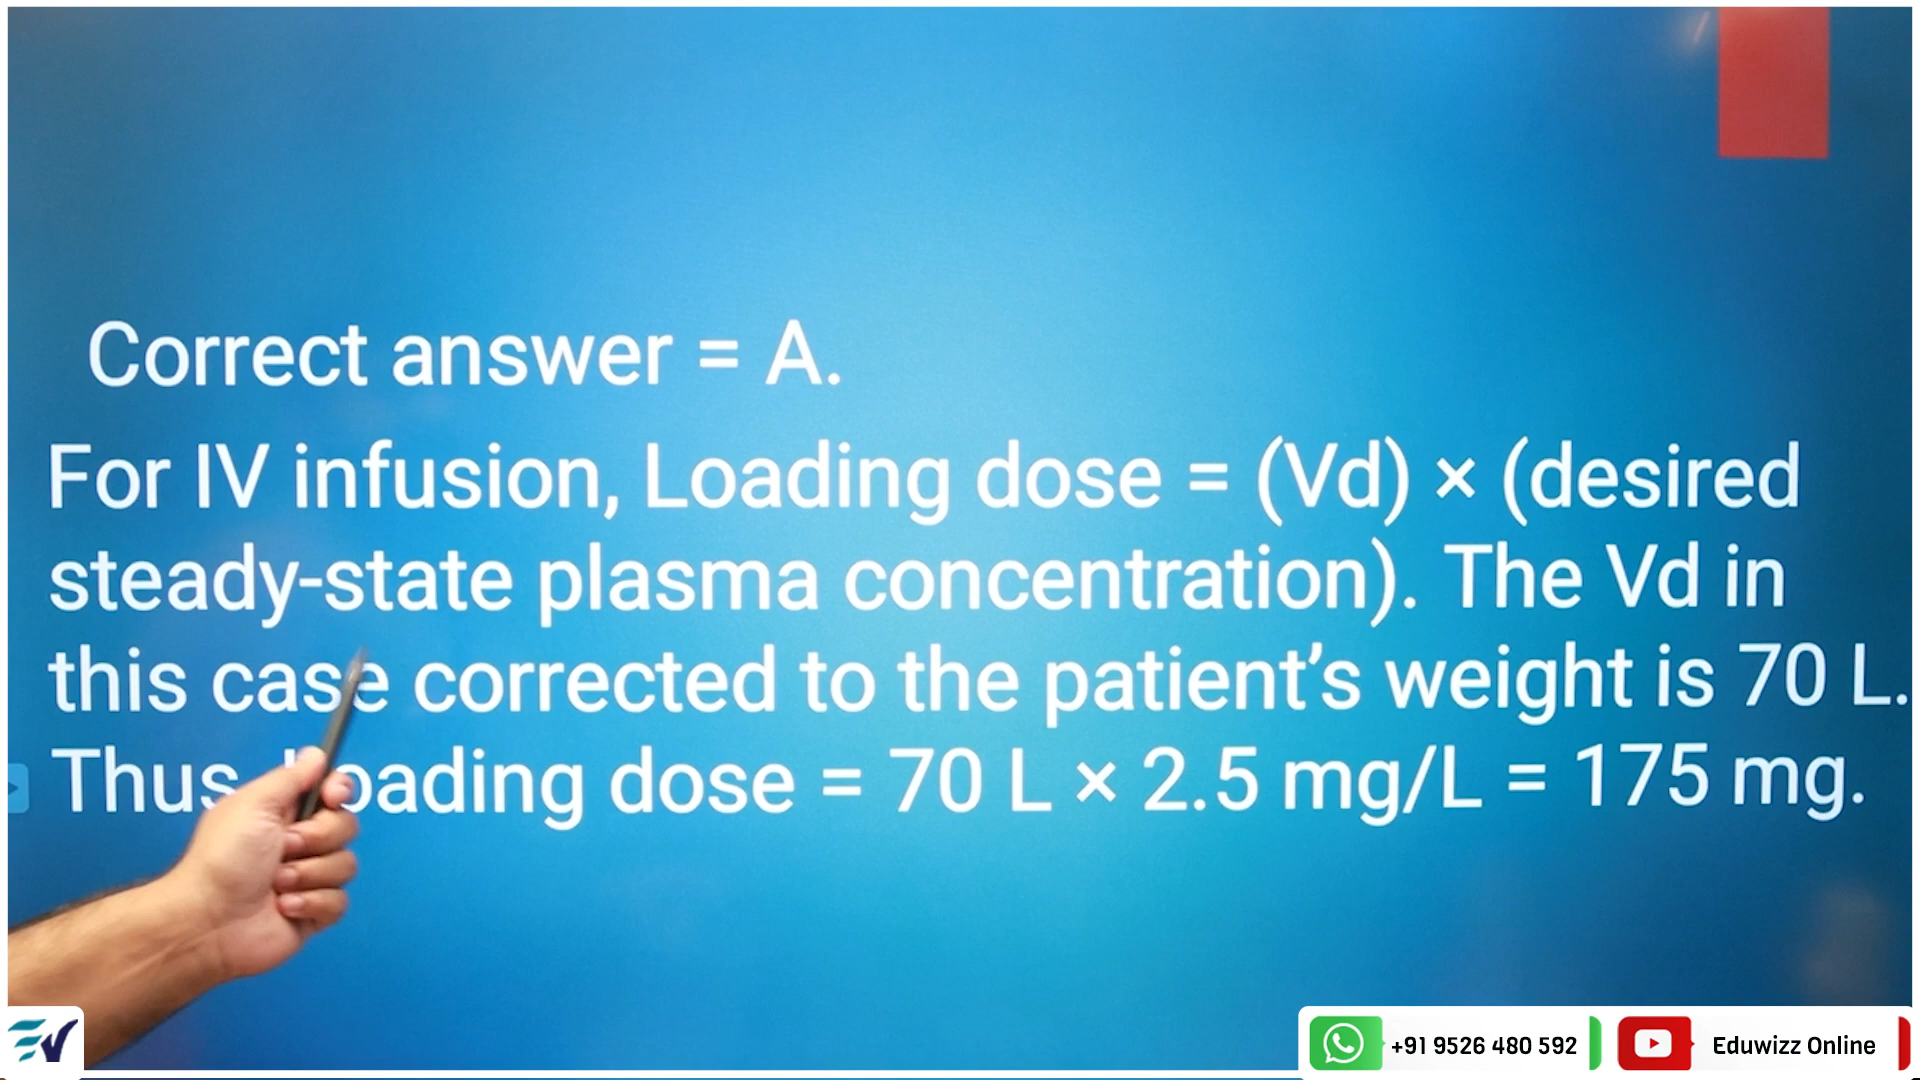 Correct answer = A.
For IV infusion, Loading dose = (Vd) × (desired
steady-state plasma concentration). The Vd in
this case corrected to the patient’s weight is 70 L.
Thus, Loading dose = 70 L × 2.5 mg/L = 175 mg.
+91 9526 480 592
Eduwizz Online